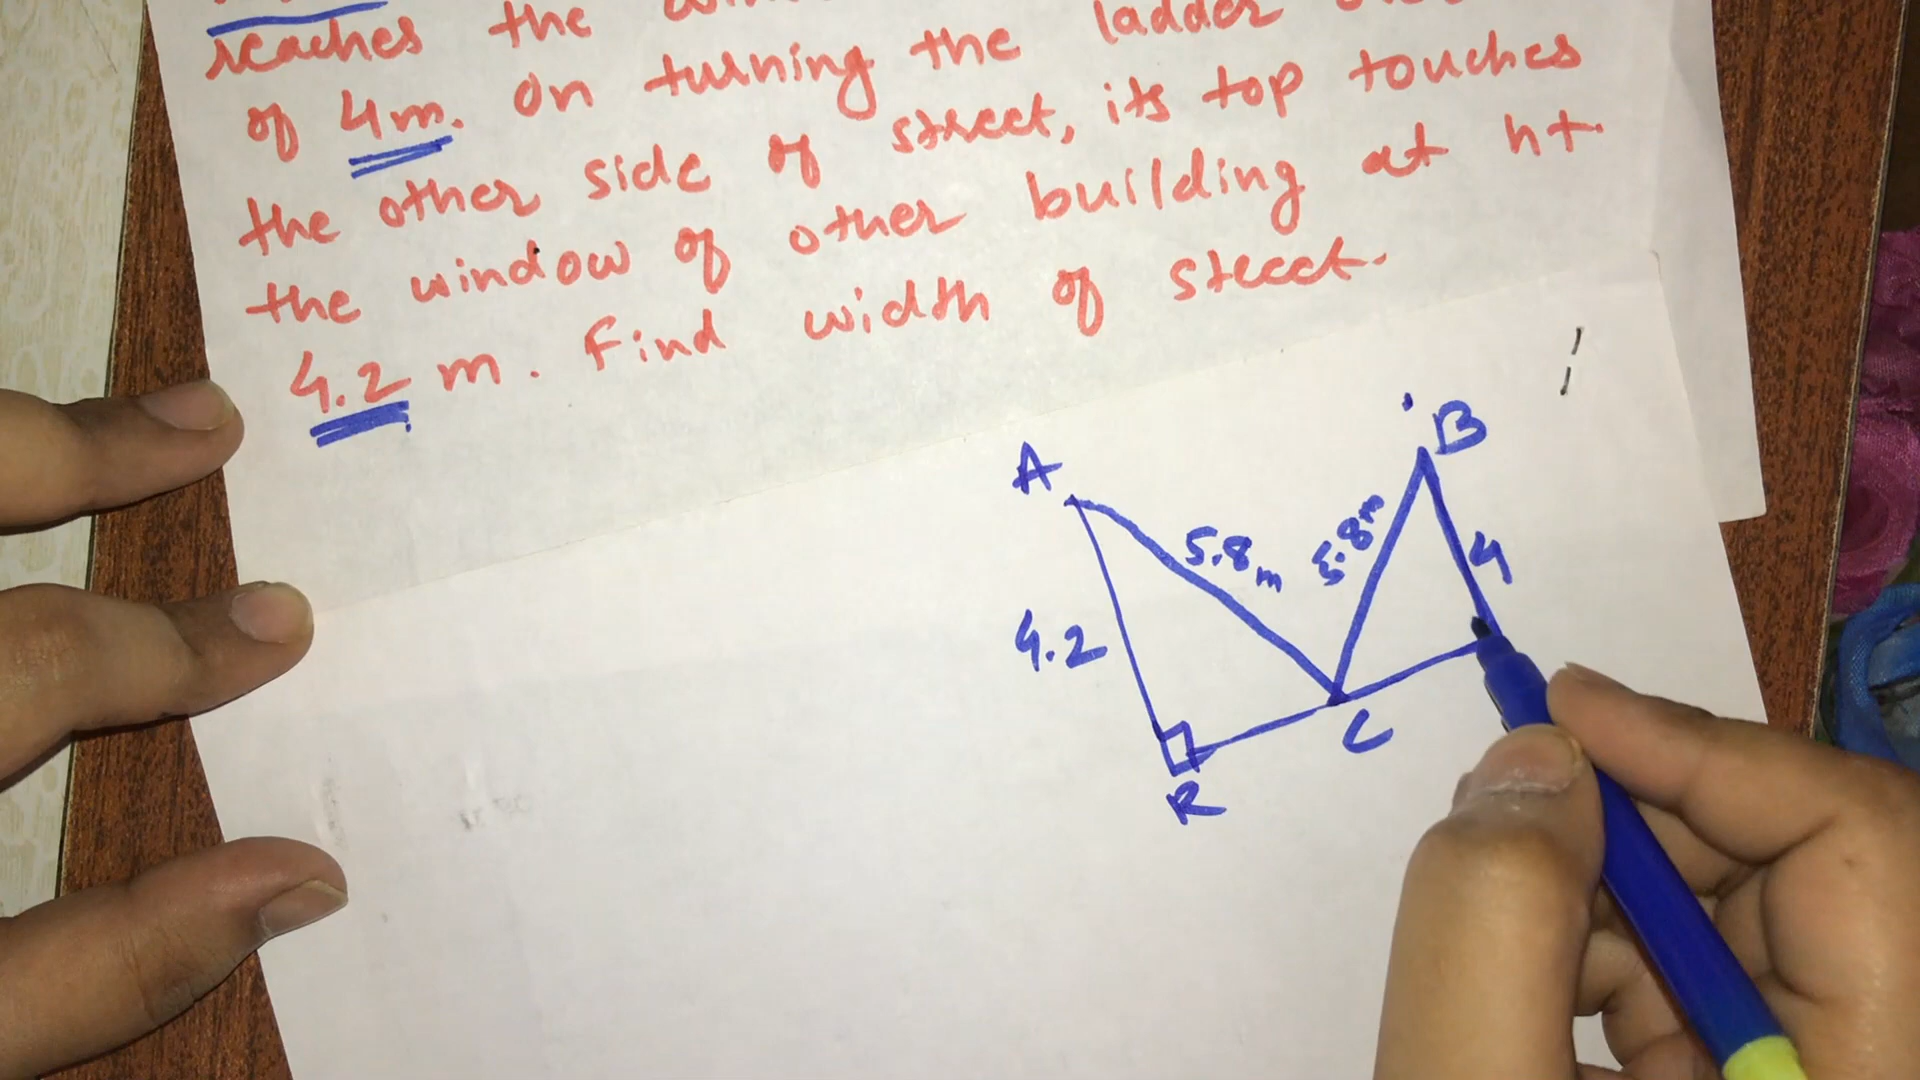 reaches the
of 4m. on turning the ladder
the other side of street, its top touches
the window of other building at ht.
4.2 m. Find width of street.
A
B
5.8m
5.8m
4
4.2
C
R